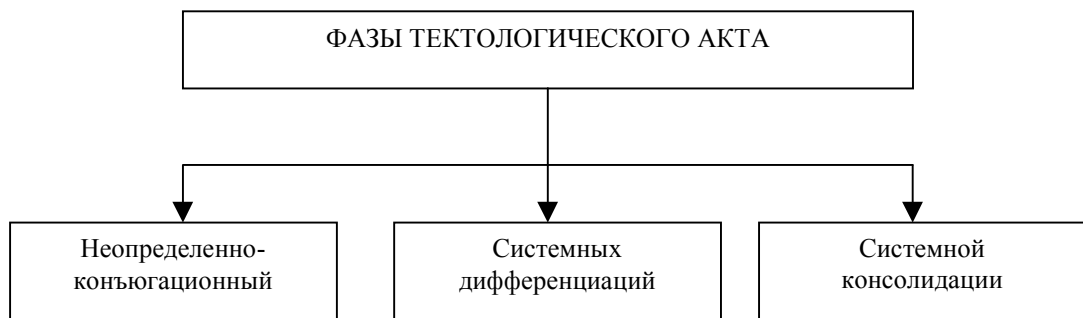 ФАЗЫ ТЕКТОЛОГИЧЕСКОГО АКТА
Неопределенно-
конъюгационный
Системных
дифференциаций
Системной
консолидации